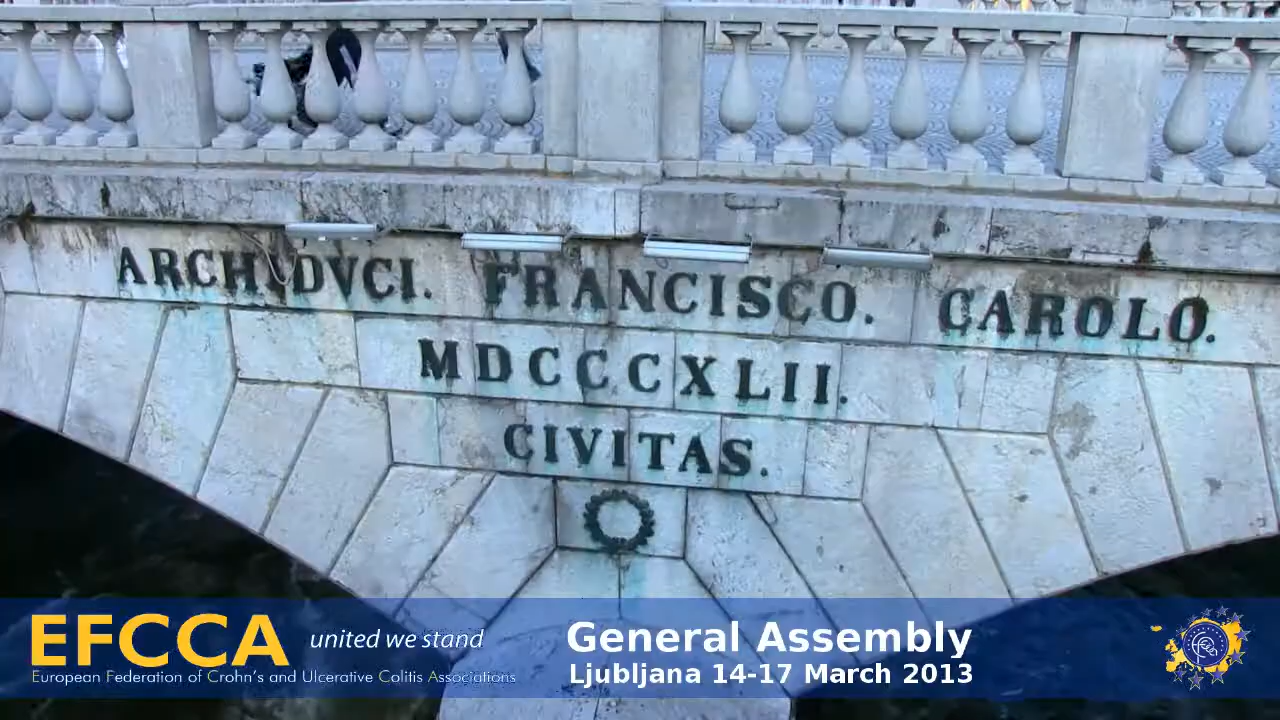 ARCHIDVCI. FRANCISCO. CAROLO.
MDCCCXLII.
CIVITAS.
EFCCA united we stand
European Federation of Crohn's and Ulcerative Colitis Associations
General Assembly
Ljubljana 14-17 March 2013